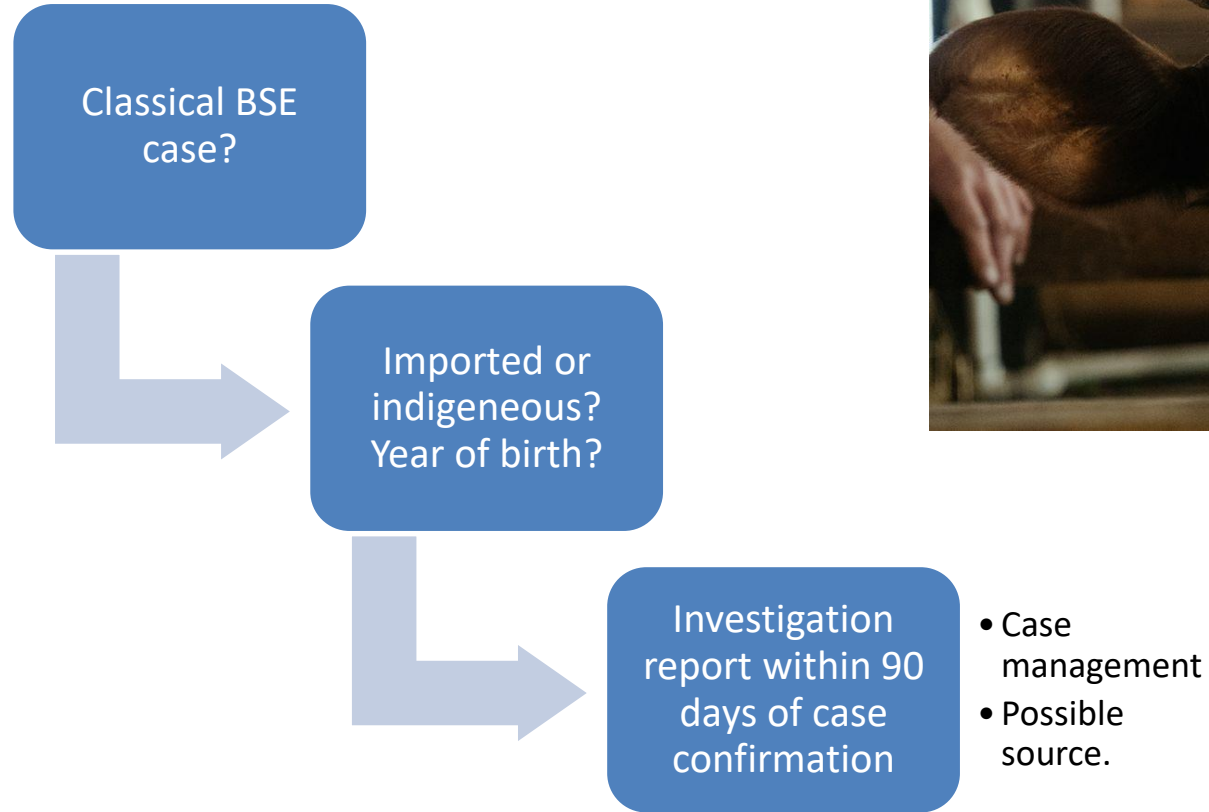 Classical BSE
case?
Imported or
indigeneous?
Year of birth?
Investigation
report within 90
days of case
confirmation
• Case
management
• Possible
source.